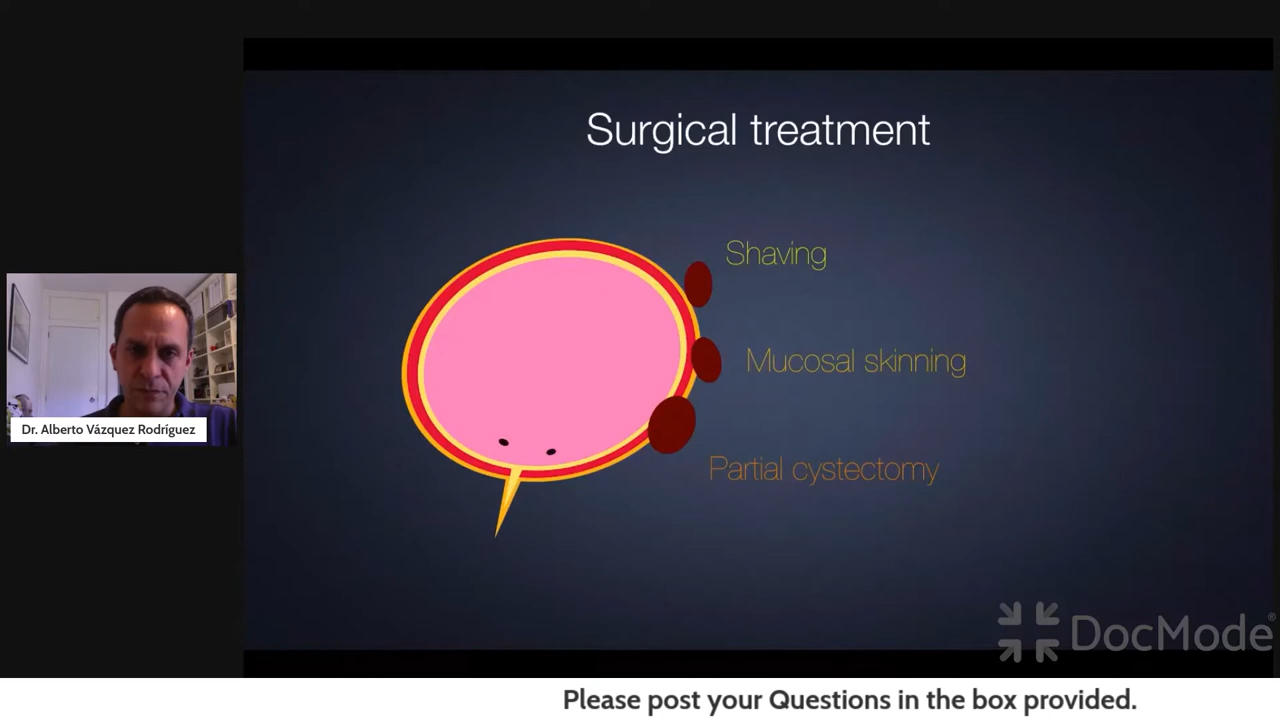 Surgical treatment
Shaving
Mucosal skinning
Partial cystectomy
Dr. Alberto Vázquez Rodríguez
DocMode®
Please post your Questions in the box provided.